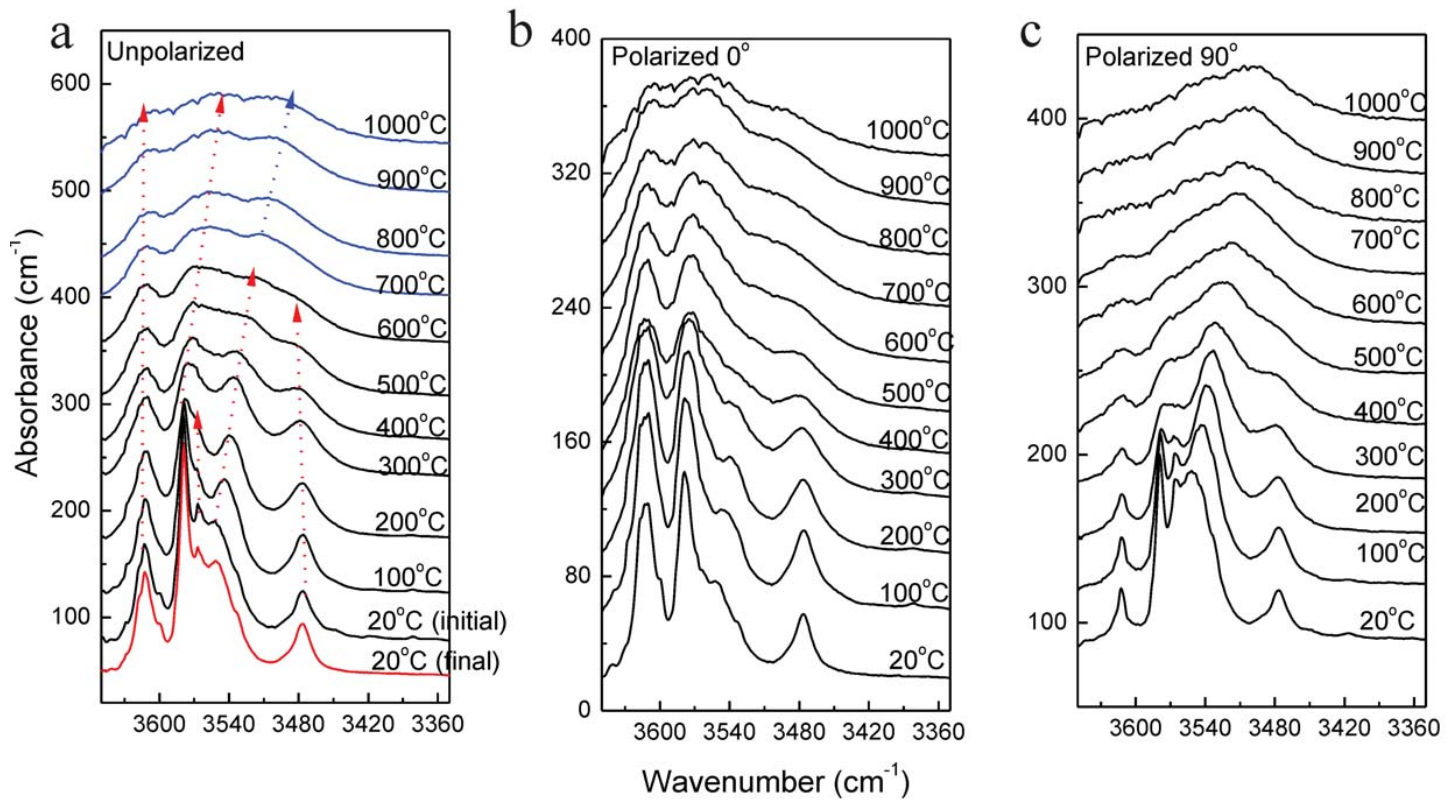 a
Unpolarized
600
500
400
300
200
100
1000°C
900°C
800°C
700°C
600°C
500°C
400°C
300°C
200°C
100°C
20°C (initial)
20°C (final)
3600 3540 3480 3420 3360
Absorbance (cm⁻¹)
b
Polarized 0°
400
320
240
160
80
0
1000°C
900°C
800°C
700°C
600°C
500°C
400°C
300°C
200°C
100°C
20°C
3600 3540 3480 3420 3360
c
Polarized 90°
400
300
200
100
1000°C
900°C
800°C
700°C
600°C
500°C
400°C
300°C
200°C
100°C
20°C
3600 3540 3480 3420 3360
Wavenumber (cm⁻¹)